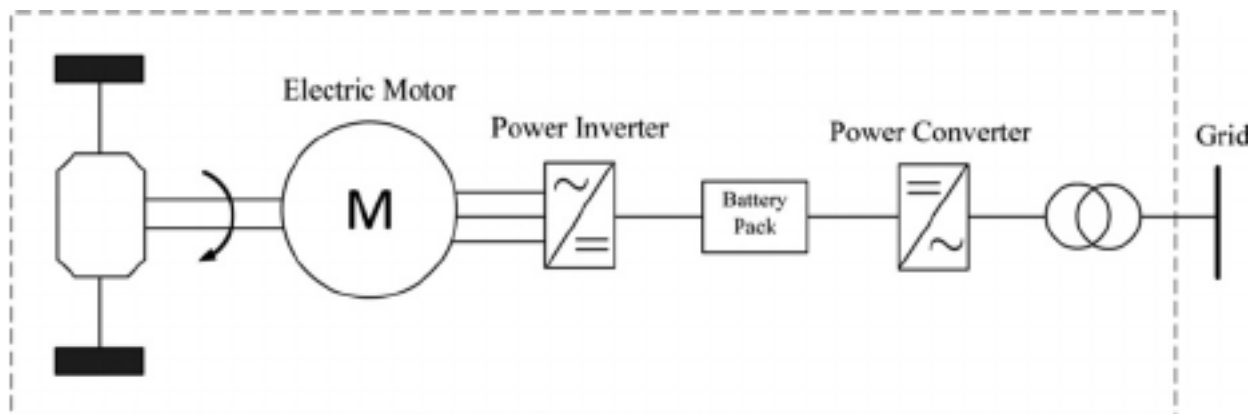 Electric Motor
Power Inverter
Power Converter
Grid
M
Battery
Pack